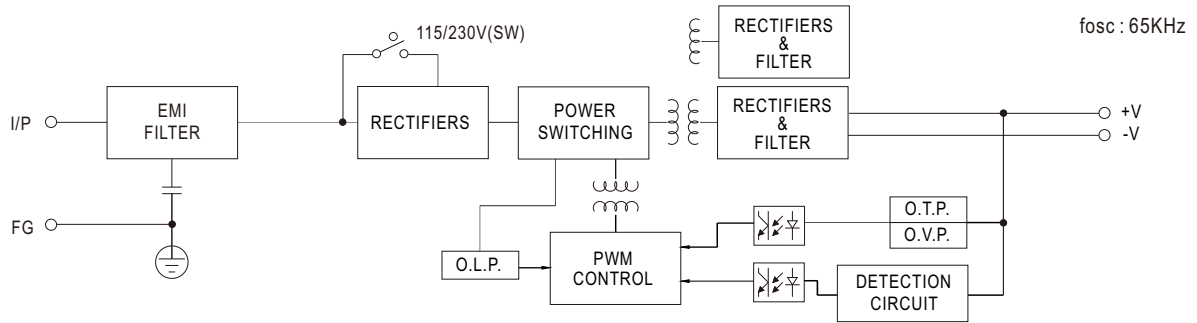 115/230V(SW)
RECTIFIERS
&
FILTER
fosc : 65KHz
I/P
EMI
FILTER
RECTIFIERS
POWER
SWITCHING
RECTIFIERS
&
FILTER
+V
-V
FG
O.L.P.
PWM
CONTROL
O.T.P.
O.V.P.
DETECTION
CIRCUIT